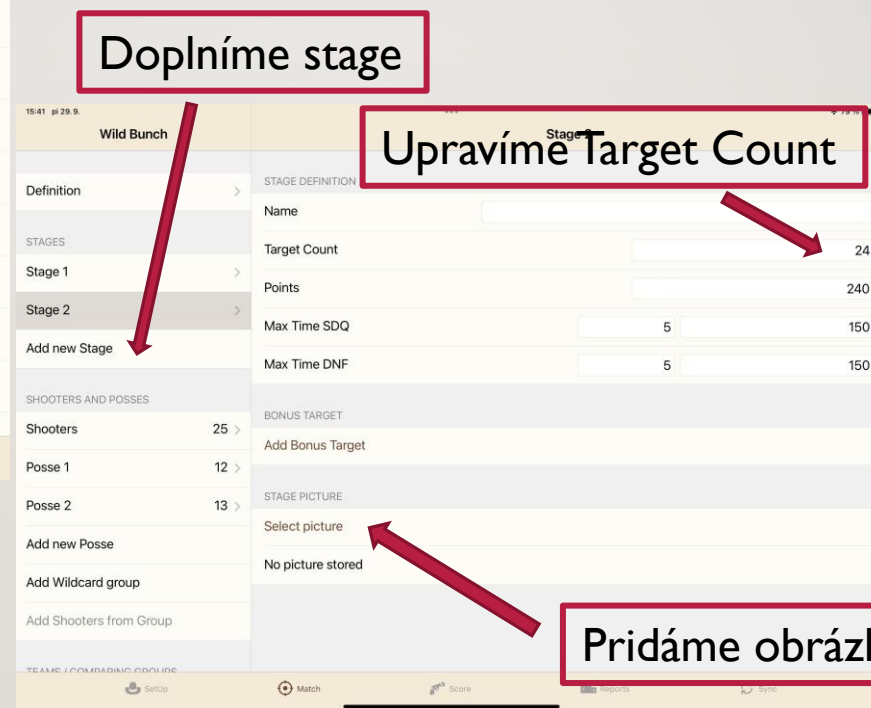 Doplníme stage
15:41 pi 29. 9.
Wild Bunch
Upravíme Target Count
Definition
STAGES
Stage 1
Stage 2
Add new Stage
SHOOTERS AND POSSES
Shooters 25
Posse 1 12
Posse 2 13
Add new Posse
Add Wildcard group
Add Shooters from Group
TEAMS / COMPARING GROUPS
Stage
STAGE DEFINITION
Name
Target Count 24
Points 240
Max Time SDQ 5 150
Max Time DNF 5 150
BONUS TARGET
Add Bonus Target
STAGE PICTURE
Select picture
No picture stored
Pridáme
SetUp
Match
Score
Reports
Sync